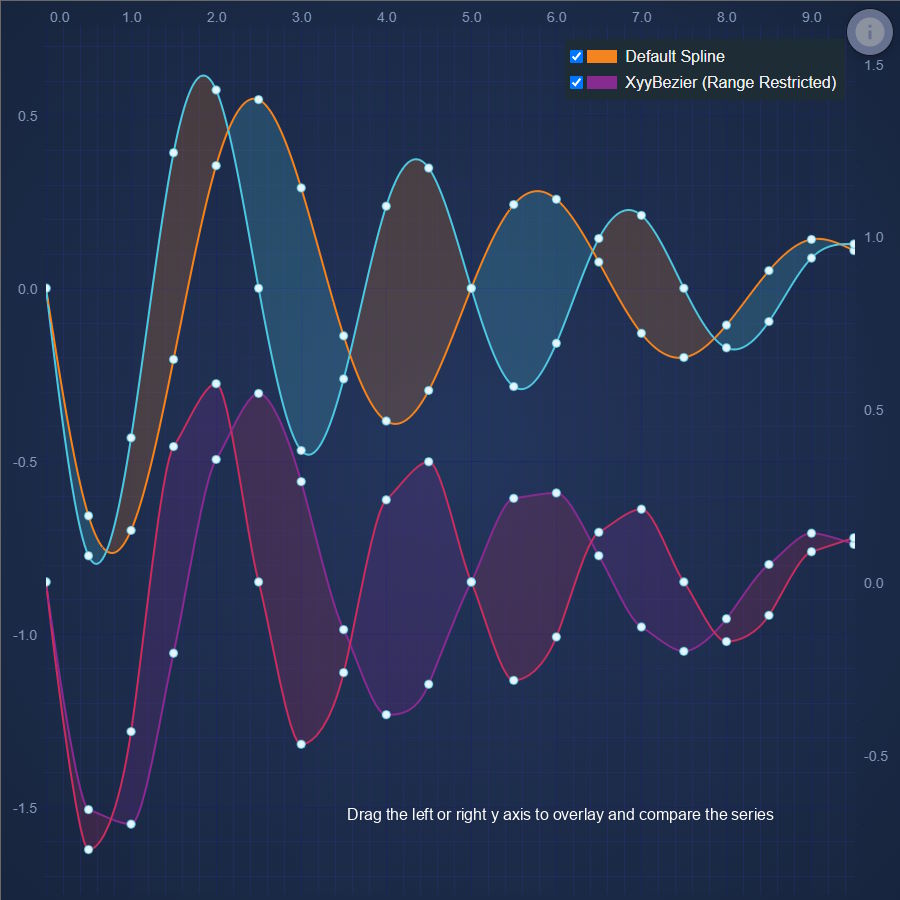 0.0 1.0 2.0 3.0 4.0 5.0 6.0 7.0 8.0 9.0
i
Default Spline
XyyBezier (Range Restricted)
1.5
0.5
1.0
0.0
0.5
-0.5
0.0
-1.0
-0.5
-1.5
Drag the left or right y axis to overlay and compare the series